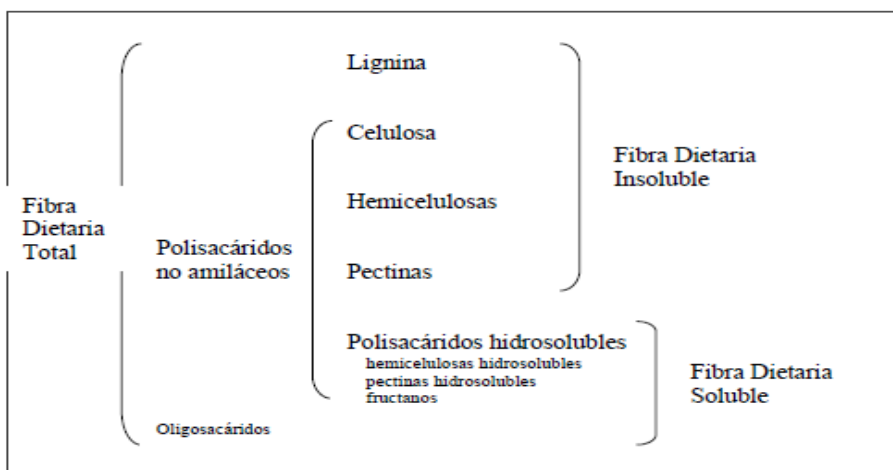 Lignina
Celulosa
Fibra Dietaria
Insoluble
Hemicelulosas
Fibra
Dietaria
Total
Polisacáridos
no amiláceos
Pectinas
Polisacáridos hidrosolubles
hemicelulosas hidrosolubles
pectinas hidrosolubles
fructanos
Fibra Dietaria
Soluble
Oligosacáridos